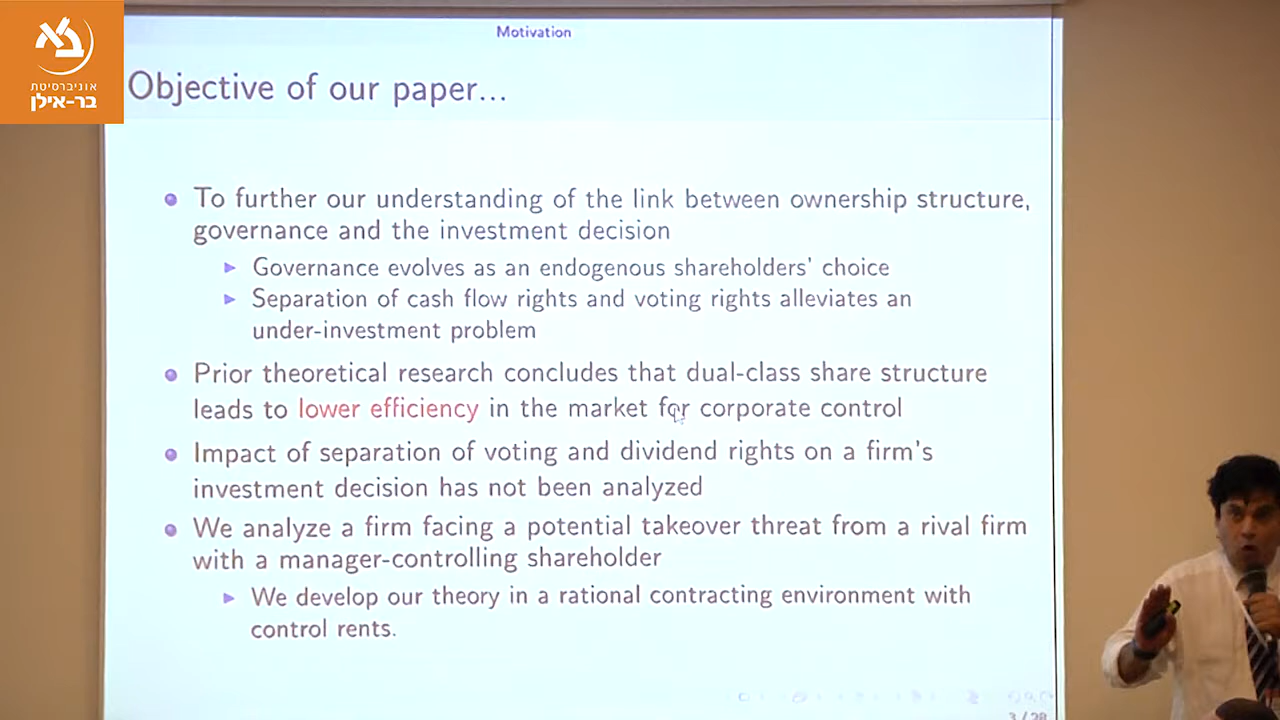 אוניברסיטת
בר-אילן
Motivation
Objective of our paper...
To further our understanding of the link between ownership structure,
governance and the investment decision
Governance evolves as an endogenous shareholders' choice
Separation of cash flow rights and voting rights alleviates an
under-investment problem
Prior theoretical research concludes that dual-class share structure
leads to lower efficiency in the market for corporate control
Impact of separation of voting and dividend rights on a firm's
investment decision has not been analyzed
We analyze a firm facing a potential takeover threat from a rival firm
with a manager-controlling shareholder
We develop our theory in a rational contracting environment with
control rents.
3 / 28